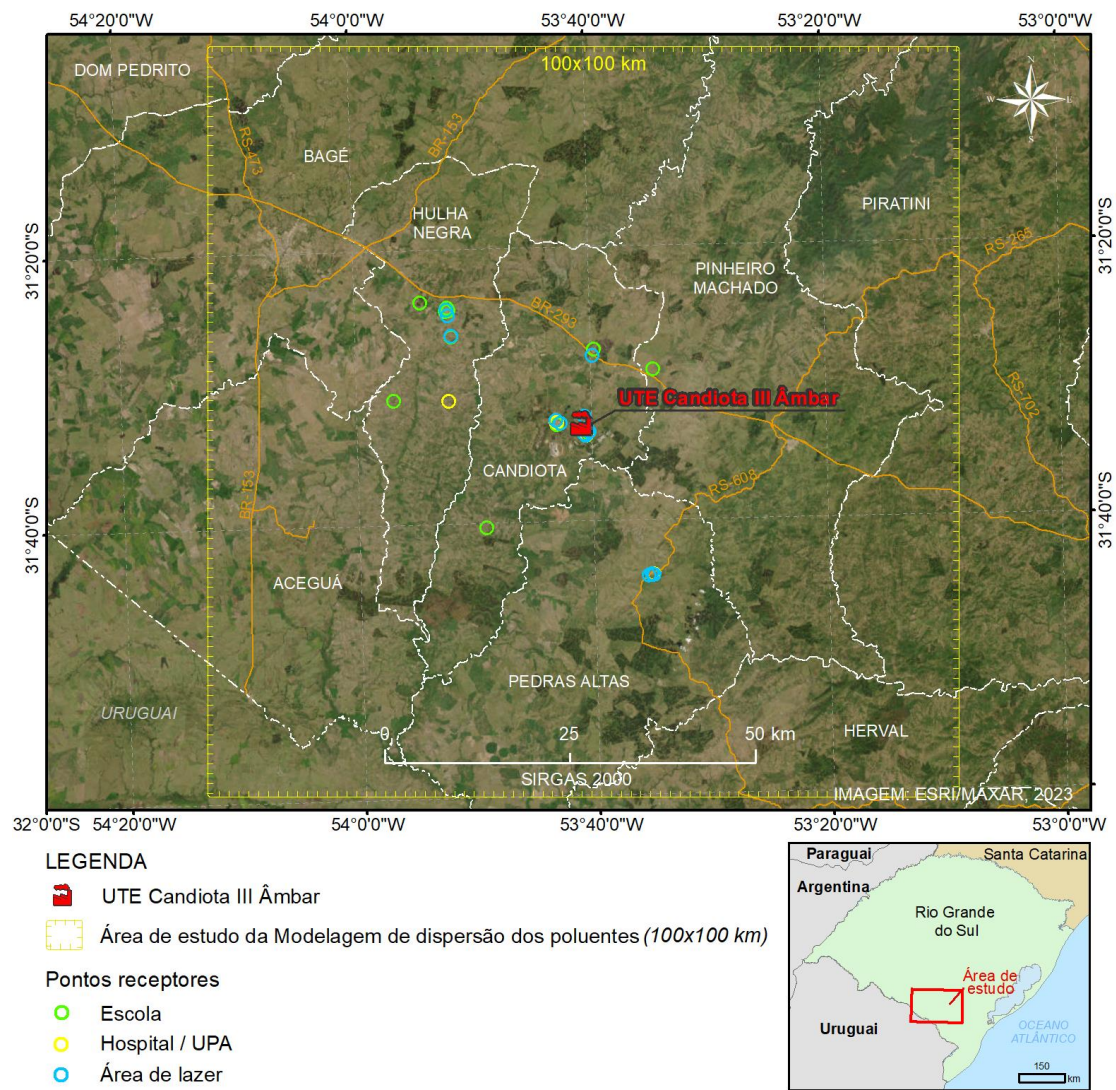 54°20'0"W 54°0'0"W 53°40'0"W 53°20'0"W 53°0'0"W
100x100 km
DOM PEDRITO
N
W L
S
BAGÉ
RS-473
BR-153
HULHA
NEGRA
PIRATINI
RS-265
31°20'0"S
31°20'0"S
PINHEIRO
MACHADO
BR-293
RS-702
UTE Candiota III Âmbar
CANDIOTA
RS-608
31°40'0"S
31°40'0"S
BR-153
ACEGUÁ
PEDRAS ALTAS
URUGUAI
HERVAL
0 25 50 km
SIRGAS 2000
IMAGEM: ESRI/MAXAR, 2023
32°0'0"S 54°20'0"W 54°0'0"W 53°40'0"W 53°20'0"W 53°0'0"W
LEGENDA
UTE Candiota III Âmbar
Área de estudo da Modelagem de dispersão dos poluentes (100x100 km)
Pontos receptores
Escola
Hospital / UPA
Área de lazer
Paraguai
Santa Catarina
Argentina
Rio Grande
do Sul
Área de
estudo
Uruguai
OCEANO
ATLÂNTICO
150
km